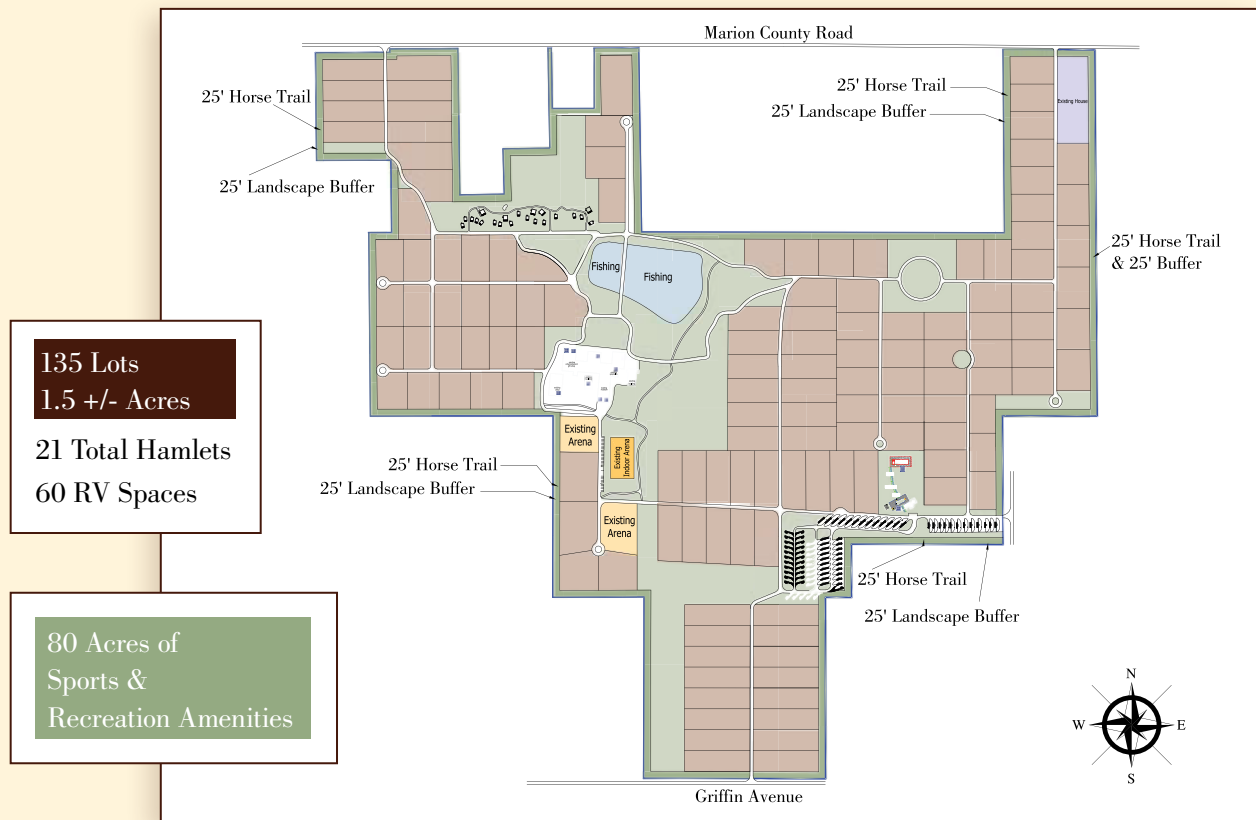 Marion County Road
25' Horse Trail
25' Landscape Buffer
25' Horse Trail
25' Landscape Buffer
Existing House
25' Horse Trail
& 25' Buffer
Fishing
Fishing
135 Lots
1.5 +/- Acres
21 Total Hamlets
60 RV Spaces
Existing
Arena
Existing
Indoor Arena
25' Horse Trail
25' Landscape Buffer
Existing
Arena
25' Horse Trail
25' Landscape Buffer
80 Acres of
Sports &
Recreation Amenities
N
W
E
S
Griffin Avenue